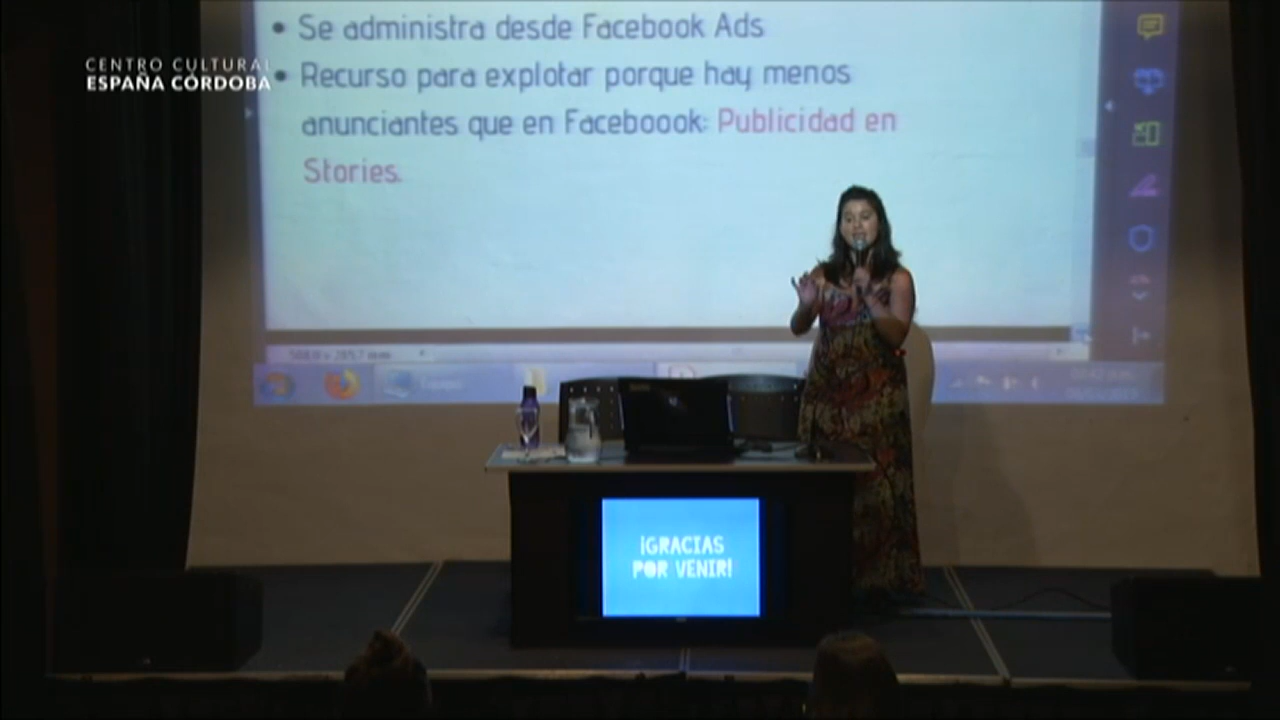 • Se administra desde Facebook Ads
CENTRO CULTURAL
ESPAÑA CÓRDOBA
• Recurso para explotar porque hay menos
anunciantes que en Faceboook: Publicidad en
Stories.
¡GRACIAS
POR VENIR!